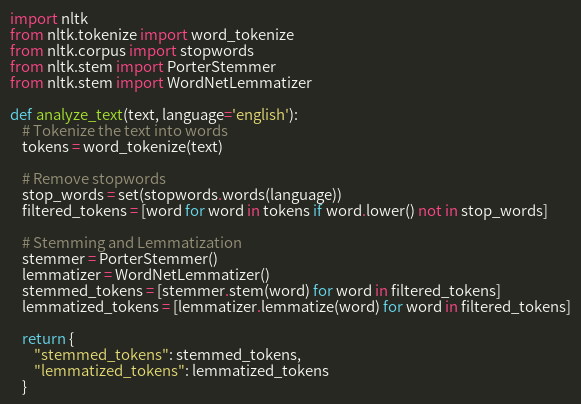 import nltk
from nltk.tokenize import word_tokenize
from nltk.corpus import stopwords
from nltk.stem import PorterStemmer
from nltk.stem import WordNetLemmatizer

def analyze_text(text, language='english'):
    # Tokenize the text into words
    tokens = word_tokenize(text)

    # Remove stopwords
    stop_words = set(stopwords.words(language))
    filtered_tokens = [word for word in tokens if word.lower() not in stop_words]

    # Stemming and Lemmatization
    stemmer = PorterStemmer()
    lemmatizer = WordNetLemmatizer()
    stemmed_tokens = [stemmer.stem(word) for word in filtered_tokens]
    lemmatized_tokens = [lemmatizer.lemmatize(word) for word in filtered_tokens]

    return {
        "stemmed_tokens": stemmed_tokens,
        "lemmatized_tokens": lemmatized_tokens
    }